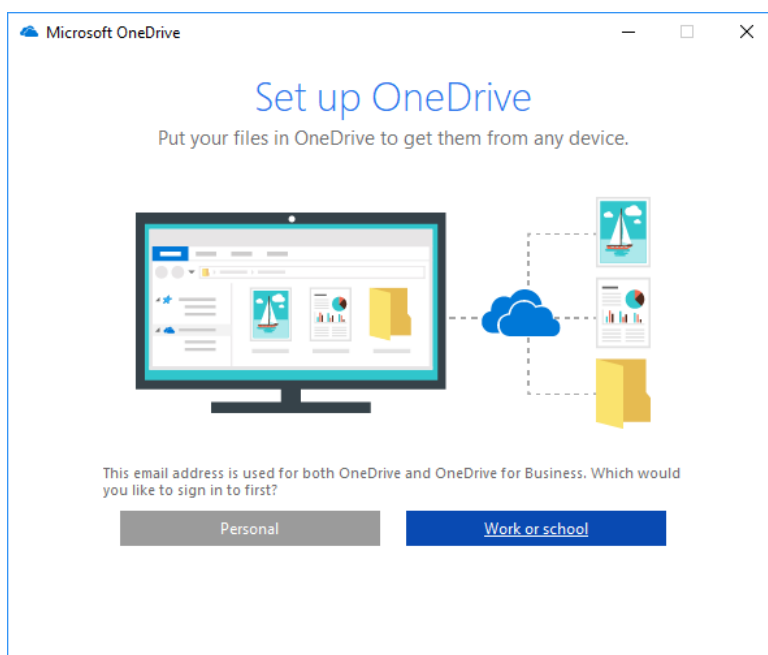 Microsoft OneDrive
Set up OneDrive
Put your files in OneDrive to get them from any device.
This email address is used for both OneDrive and OneDrive for Business. Which would
you like to sign in to first?
Personal
Work or school